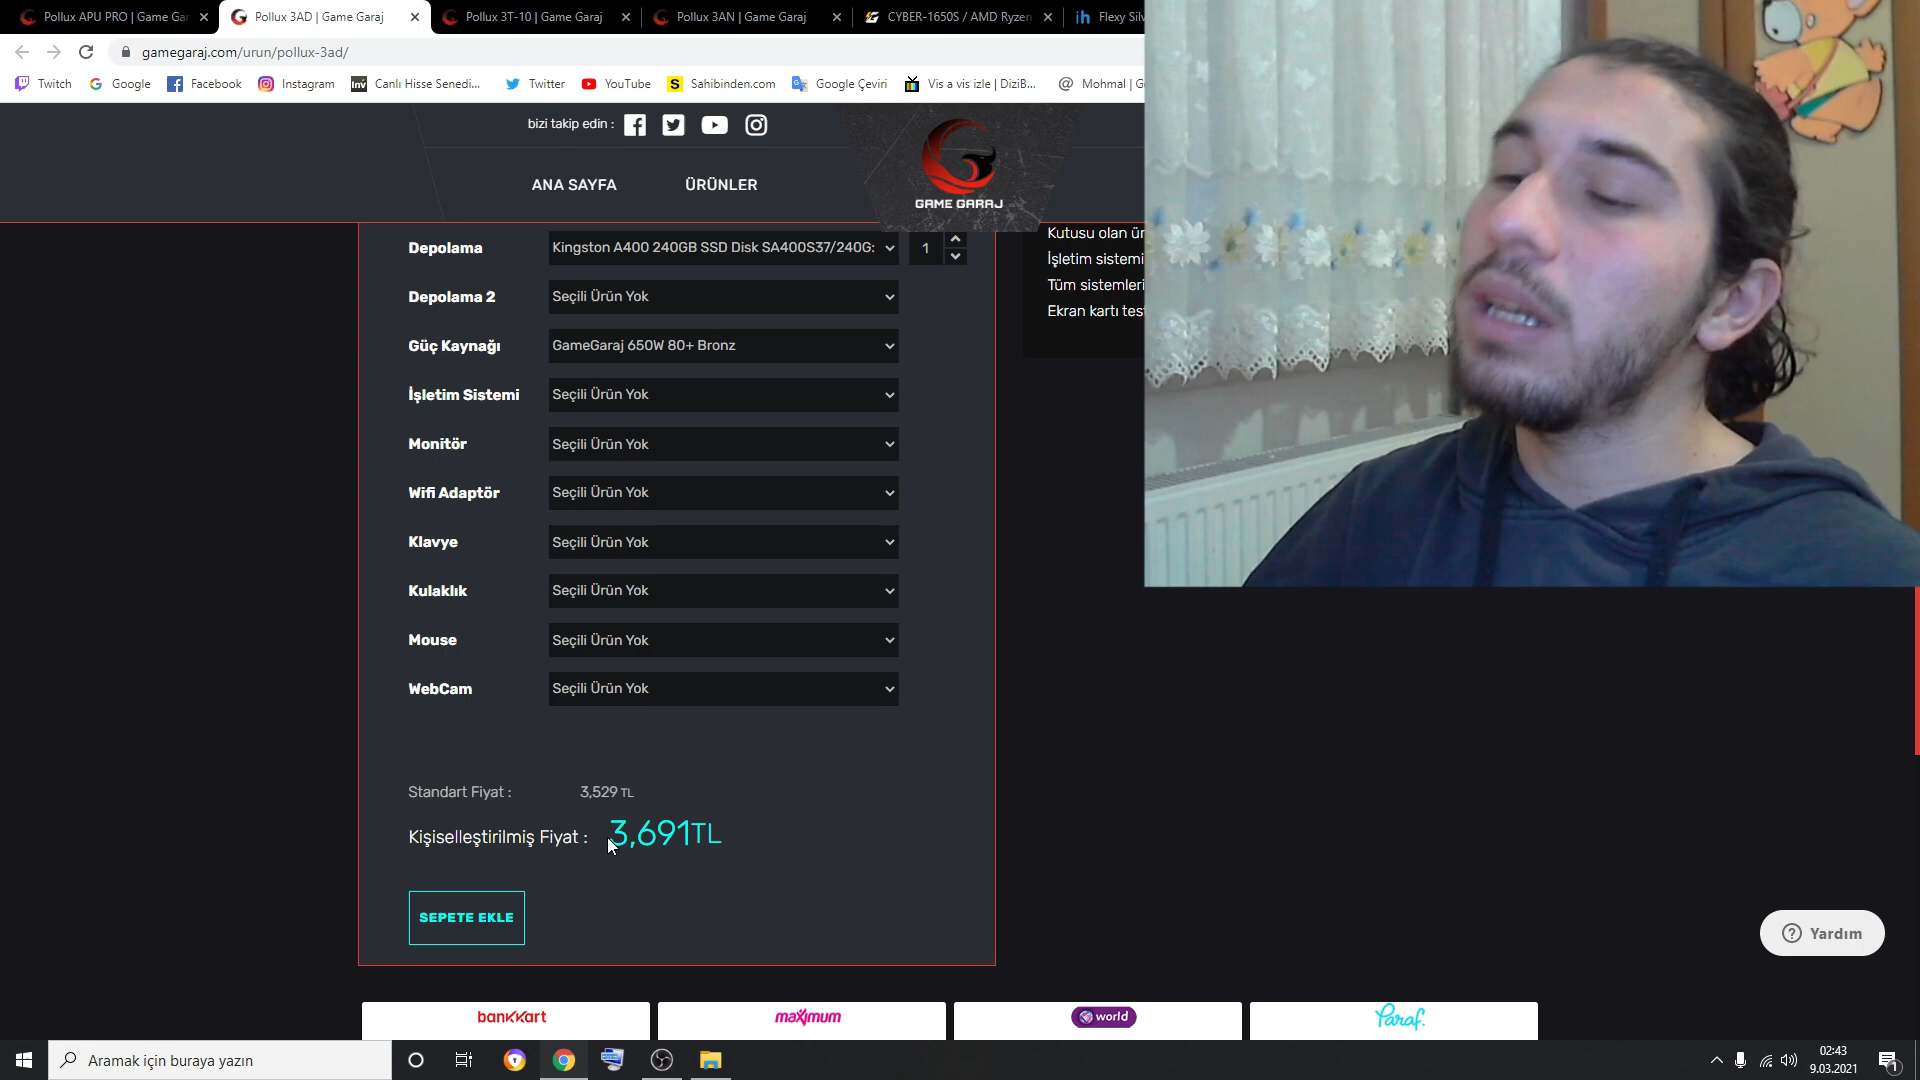 Pollux APU PRO | Game Gar
Pollux 3AD | Game Garaj
Pollux 3T-10 | Game Garaj
Pollux 3AN | Game Garaj
CYBER-1650S / AMD Ryzen
Flexy Silv
gamegaraj.com/urun/pollux-3ad/
Twitch
Google
Facebook
Instagram
Canlı Hisse Senedi...
Twitter
YouTube
Sahibinden.com
Google Çeviri
Vis a vis izle | DiziB...
Mohmal | G
bizi takip edin :
ANA SAYFA
ÜRÜNLER
GAME GARAJ
Depolama
Kingston A400 240GB SSD Disk SA400S37/240G:
1
Kutusu olan ür
İşletim sistemi
Tüm sistemleri
Ekran kartı tes
Depolama 2
Seçili Ürün Yok
Güç Kaynağı
GameGaraj 650W 80+ Bronz
İşletim Sistemi
Seçili Ürün Yok
Monitör
Seçili Ürün Yok
Wifi Adaptör
Seçili Ürün Yok
Klavye
Seçili Ürün Yok
Kulaklık
Seçili Ürün Yok
Mouse
Seçili Ürün Yok
WebCam
Seçili Ürün Yok
Standart Fiyat :
3,529 TL
Kişiselleştirilmiş Fiyat :
3,691TL
SEPETE EKLE
Yardım
bankkart
maximum
world
Paraf.
Aramak için buraya yazın
02:43
9.03.2021
1